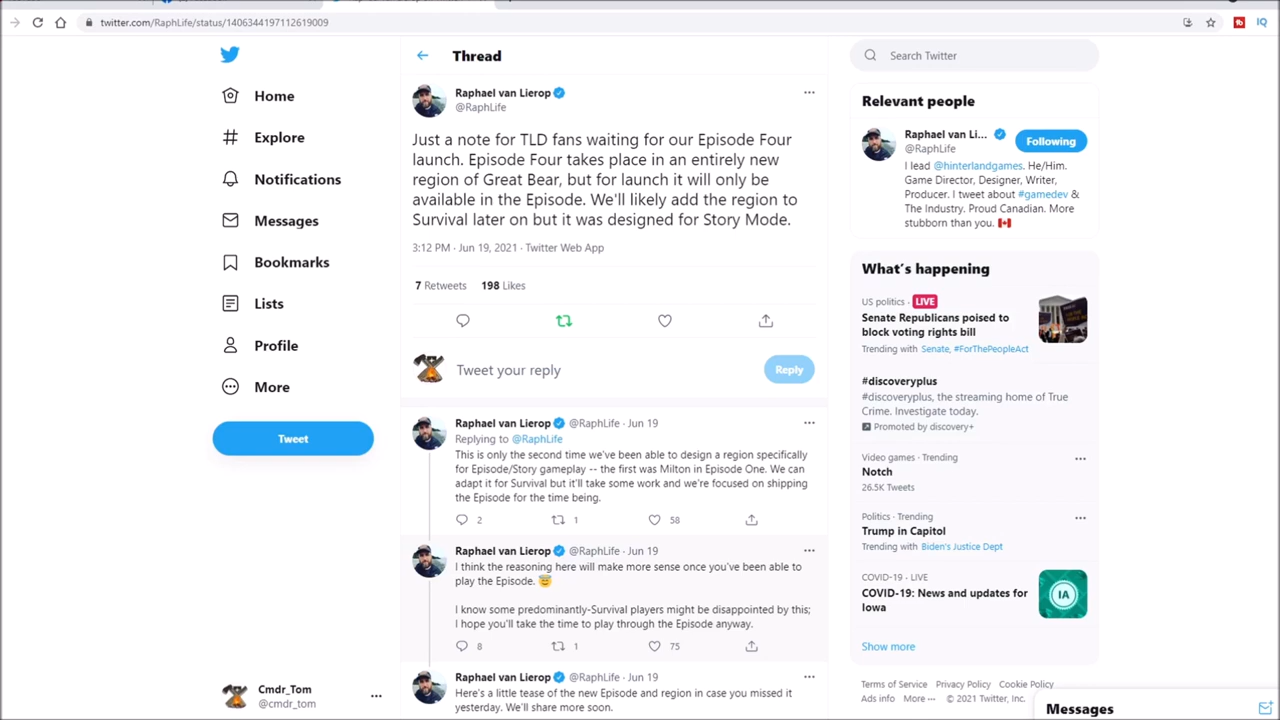 twitter.com/RaphLife/status/1406344197112619009
Home
Explore
Notifications
Messages
Bookmarks
Lists
Profile
More
Tweet
Cmdr_Tom
@cmdr_tom
Thread
Raphael van Lierop
@RaphLife
Just a note for TLD fans waiting for our Episode Four
launch. Episode Four takes place in an entirely new
region of Great Bear, but for launch it will only be
available in the Episode. We'll likely add the region to
Survival later on but it was designed for Story Mode.
3:12 PM · Jun 19, 2021 · Twitter Web App
7 Retweets 198 Likes
Tweet your reply
Reply
Raphael van Lierop @RaphLife · Jun 19
Replying to @RaphLife
This is only the second time we've been able to design a region specifically
for Episode/Story gameplay -- the first was Milton in Episode One. We can
adapt it for Survival but it'll take some work and we're focused on shipping
the Episode for the time being.
2 1 58
Raphael van Lierop @RaphLife · Jun 19
I think the reasoning here will make more sense once you've been able to
play the Episode. 😇
I know some predominantly-Survival players might be disappointed by this;
I hope you'll take the time to play through the Episode anyway.
8 1 75
Raphael van Lierop @RaphLife · Jun 19
Here's a little tease of the new Episode and region in case you missed it
yesterday. We'll share more soon.
Search Twitter
Relevant people
Raphael van Li...
@RaphLife
Following
I lead @hinterlandgames. He/Him.
Game Director, Designer, Writer,
Producer. I tweet about #gamedev &
The Industry. Proud Canadian. More
stubborn than you. 🇨🇦
What's happening
US politics · LIVE
Senate Republicans poised to
block voting rights bill
Trending with Senate, #ForThePeopleAct
#discoveryplus
#discoveryplus, the streaming home of True
Crime. Investigate today.
Promoted by discovery+
Video games · Trending
Notch
26.5K Tweets
Politics · Trending
Trump in Capitol
Trending with Biden's Justice Dept
COVID-19 · LIVE
COVID-19: News and updates for
Iowa
IA
Show more
Terms of Service Privacy Policy Cookie Policy
Ads info More ··· © 2021 Twitter, Inc.
Messages
IQ